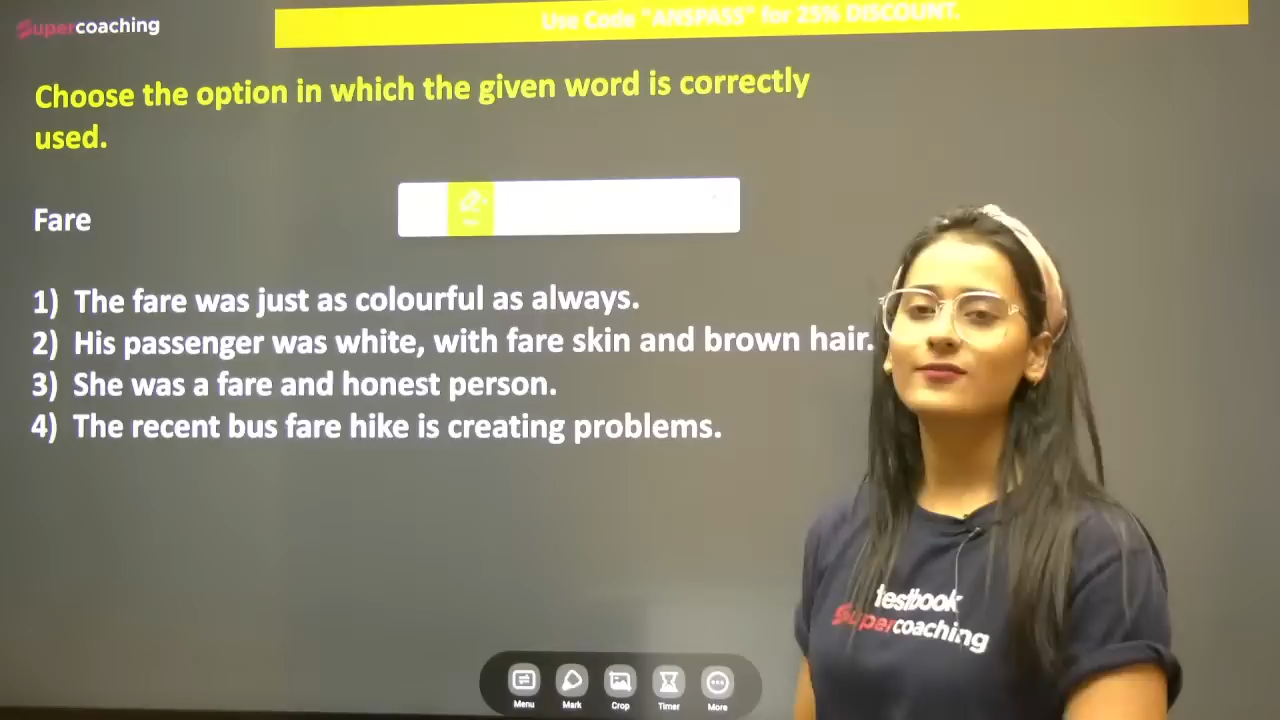 Supercoaching
Use Code "ANSPASS" for 25% DISCOUNT.
Choose the option in which the given word is correctly
used.
Fare
1) The fare was just as colourful as always.
2) His passenger was white, with fare skin and brown hair.
3) She was a fare and honest person.
4) The recent bus fare hike is creating problems.
testbook
Supercoaching
Menu
Mark
Crop
Timer
More